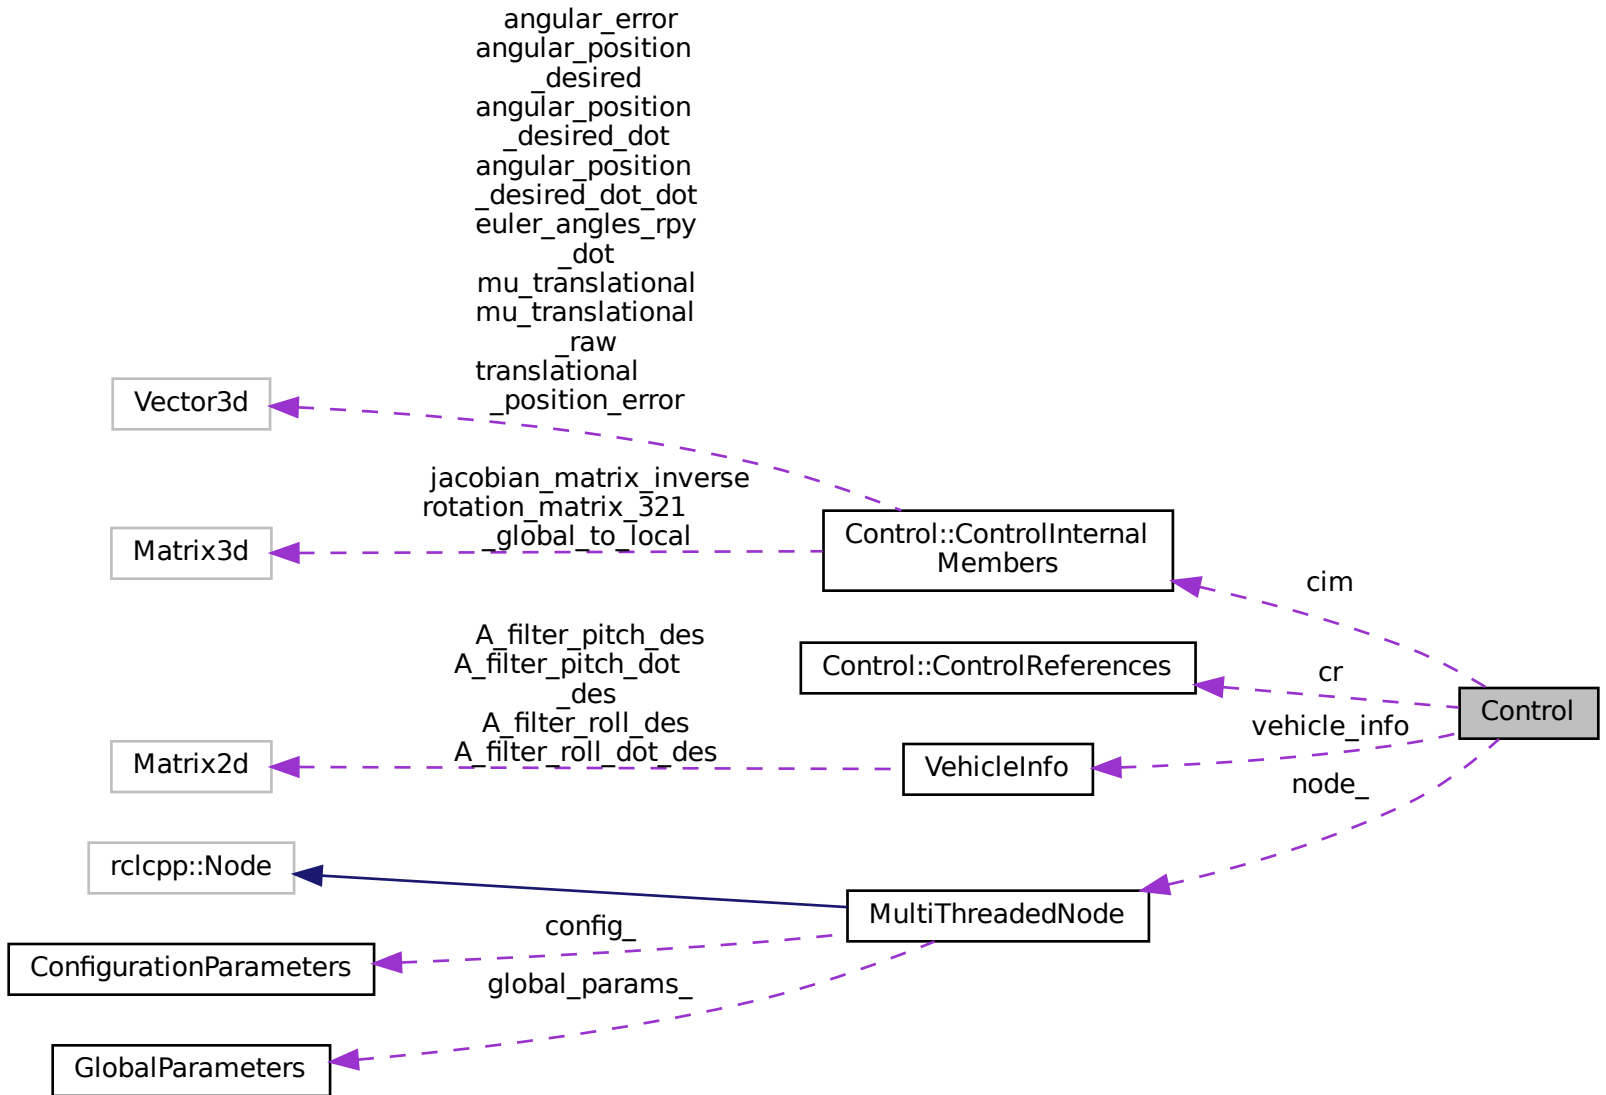 angular_error
angular_position
_desired
angular_position
_desired_dot
angular_position
_desired_dot_dot
euler_angles_rpy
_dot
mu_translational
mu_translational
_raw
translational
_position_error
Vector3d
jacobian_matrix_inverse
rotation_matrix_321
_global_to_local
Matrix3d
Control::ControlInternal
Members
cim
A_filter_pitch_des
A_filter_pitch_dot
_des
A_filter_roll_des
A_filter_roll_dot_des
Control::ControlReferences
cr
Control
vehicle_info
Matrix2d
VehicleInfo
node_
rclcpp::Node
MultiThreadedNode
config_
ConfigurationParameters
global_params_
GlobalParameters